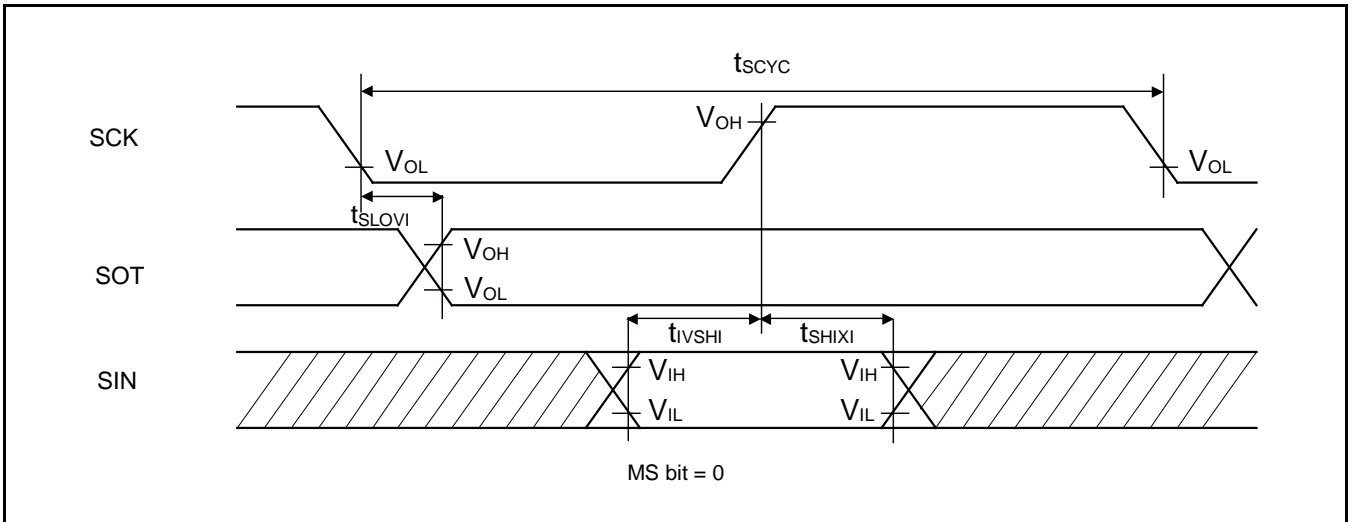 tSCYC
SCK
VOH
VOL
VOL
tSLOVI
SOT
VOH
VOL
tIVSHI
tSHIXI
SIN
VIH
VIH
VIL
VIL
MS bit = 0